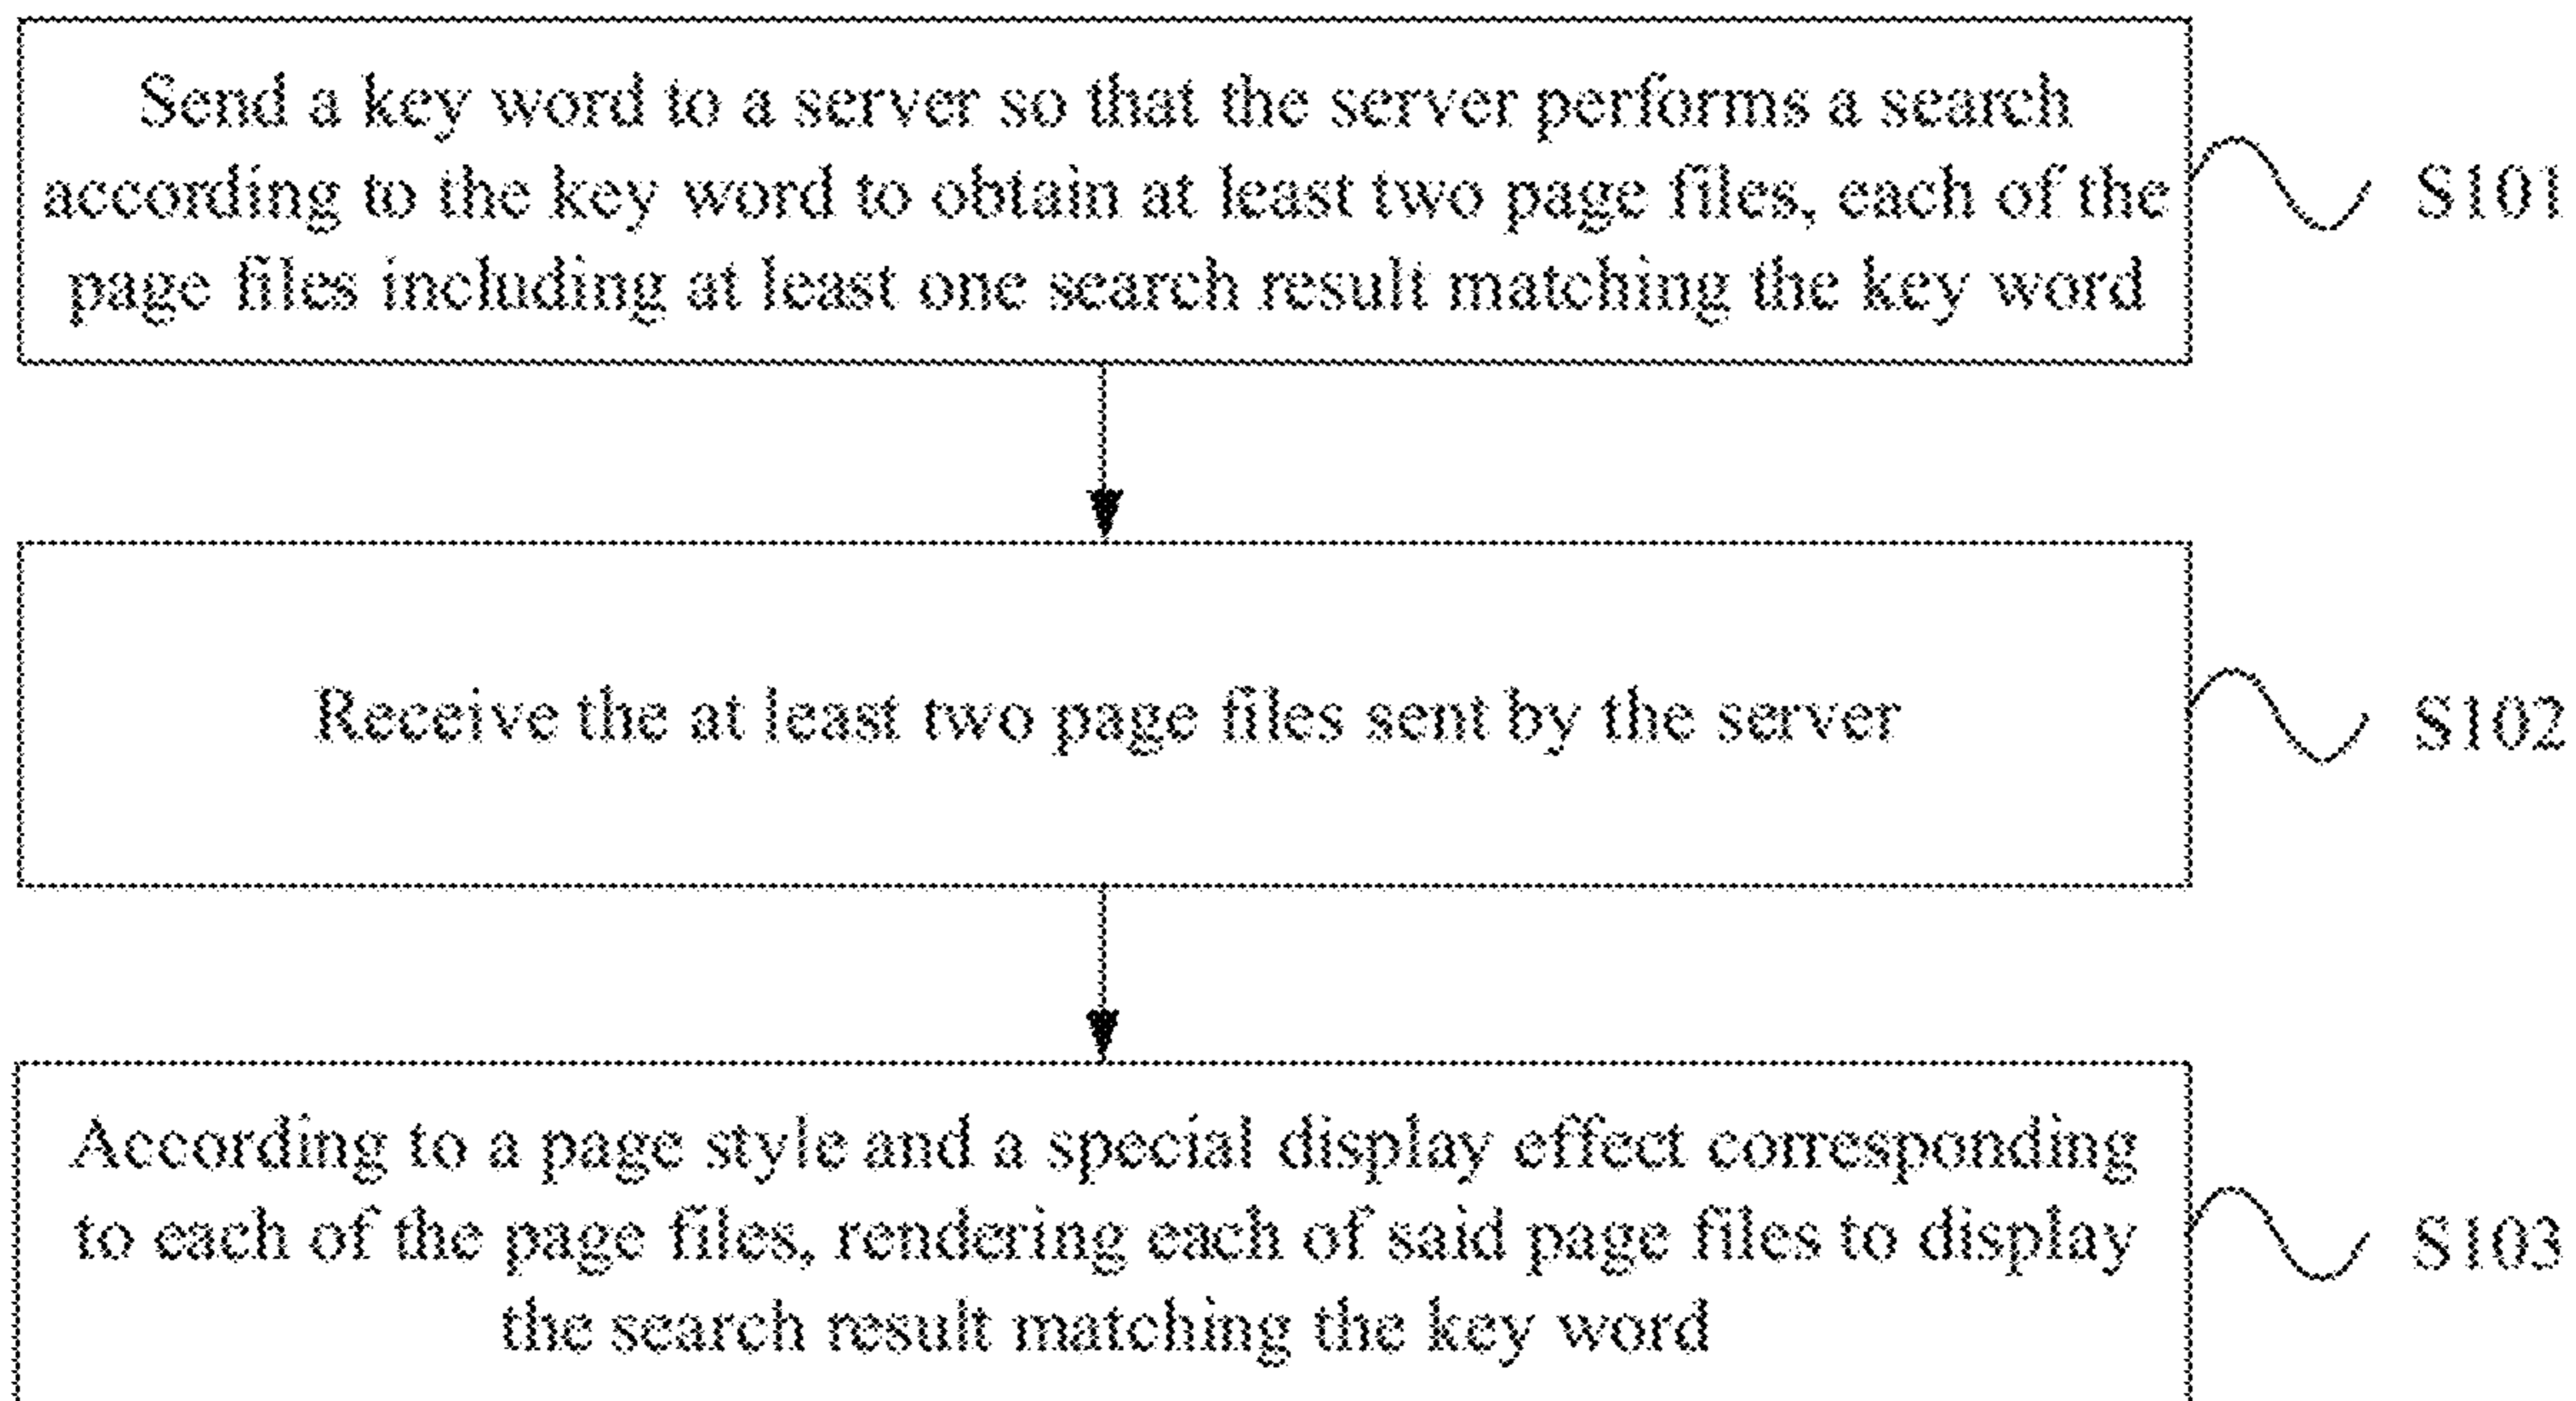 Send a key word to a server so that the server performs a search
according to the key word to obtain at least two page files, each of the
page files including at least one search result matching the key word
S101
Receive the at least two page files sent by the server
S102
According to a page style and a special display effect corresponding
to each of the page files, rendering each of said page files to display
the search result matching the key word
S103